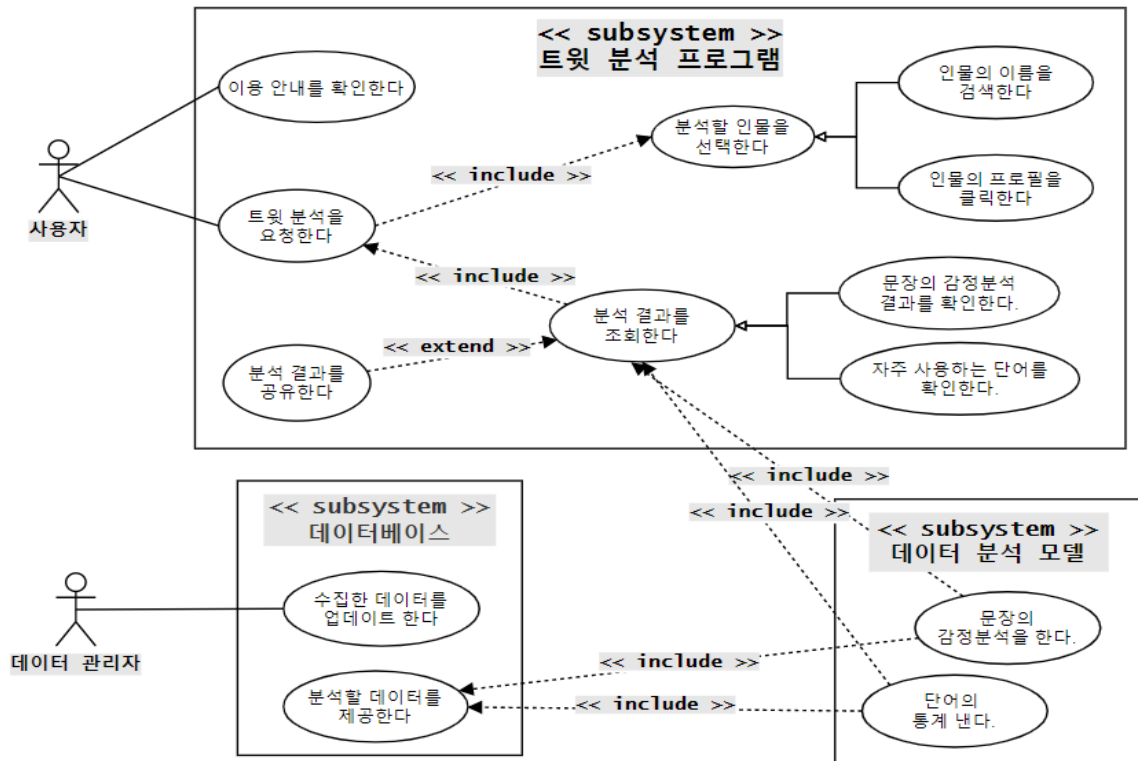 << subsystem >>
트윗 분석 프로그램
이용 안내를 확인한다
인물의 이름을
검색한다
분석할 인물을
선택한다
<< include >>
인물의 프로필을
클릭한다
사용자
트윗 분석을
요청한다
<< include >>
문장의 감정분석
결과를 확인한다.
분석 결과를
조회한다
<< extend >>
분석 결과를
공유한다
자주 사용하는 단어를
확인한다.
<< include >>
<< include >>
<< subsystem >>
데이터베이스
<< subsystem >>
데이터 분석 모델
수집한 데이터를
업데이트 한다
데이터 관리자
문장의
감정분석을 한다.
<< include >>
분석할 데이터를
제공한다
<< include >>
단어의
통계 낸다.